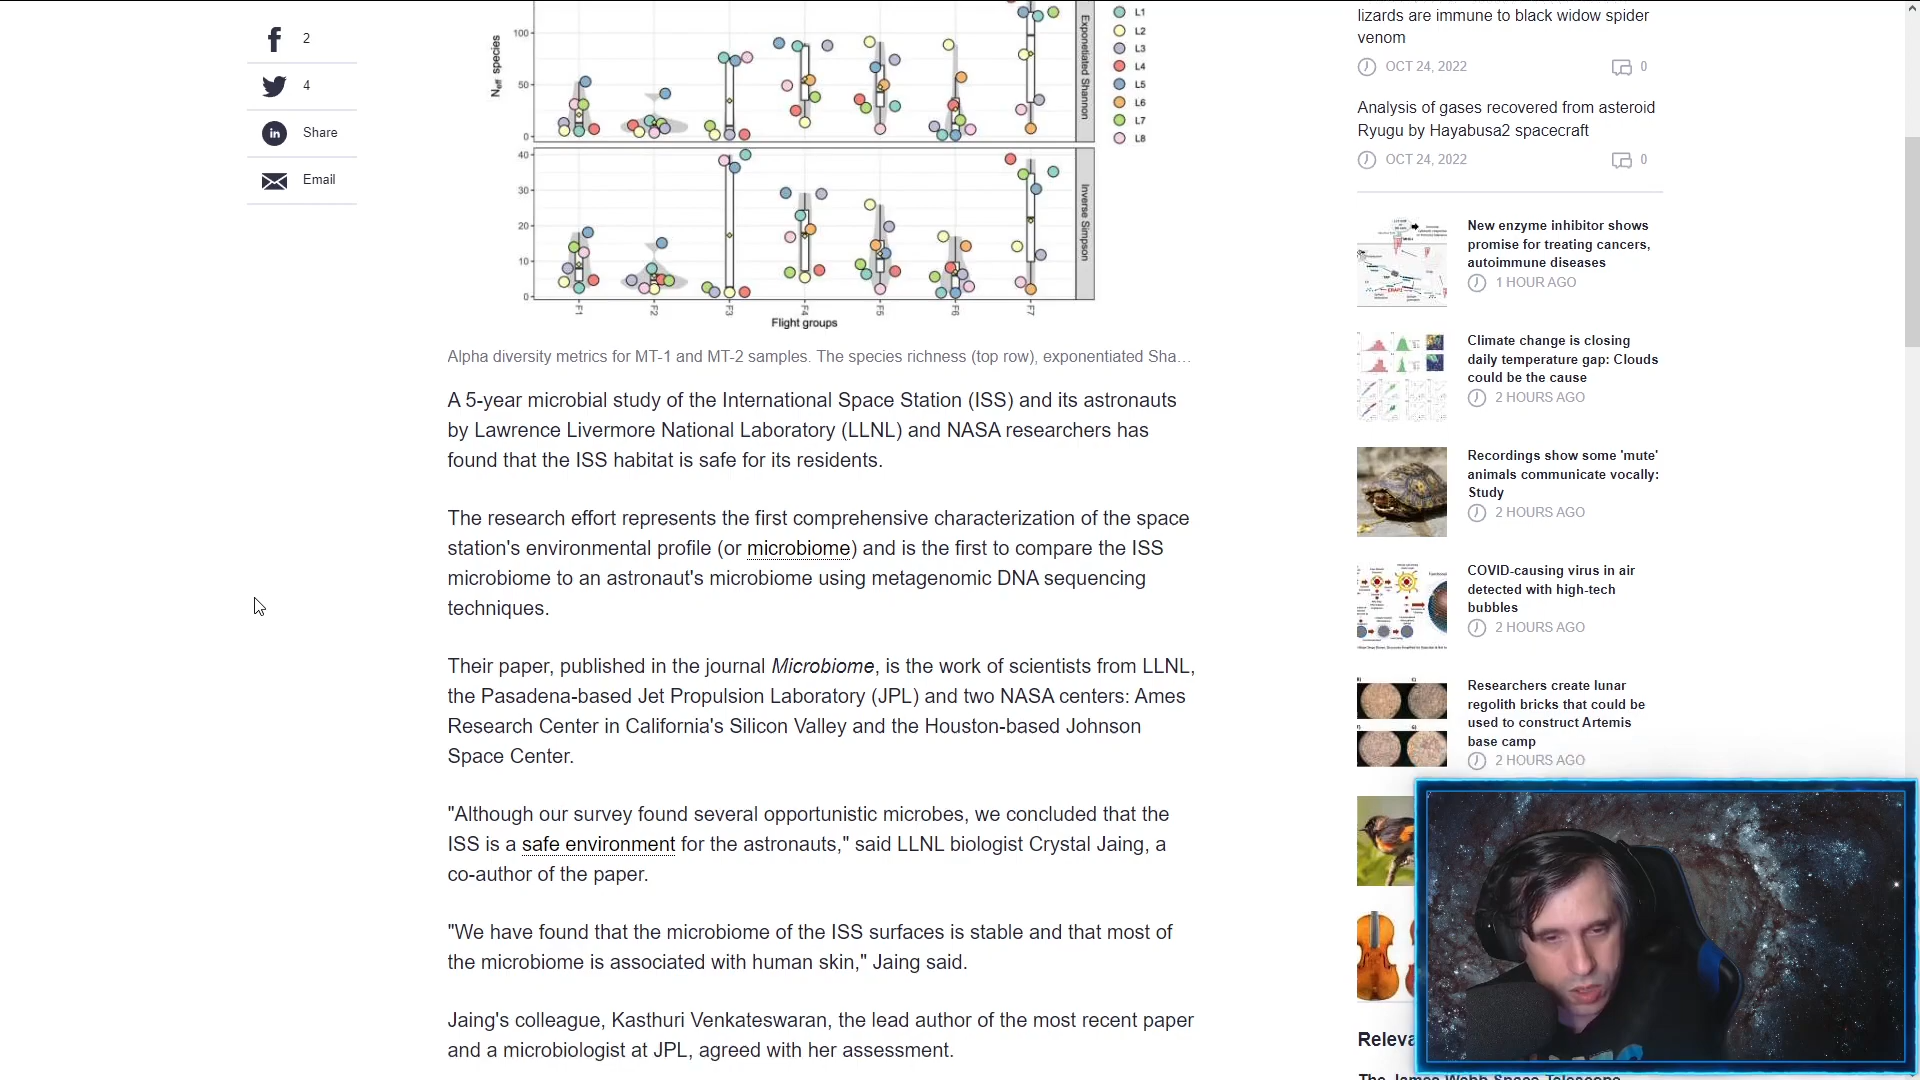 2
4
Share
Email
N eff species
100
50
0
Exponetiated Shannon
40
30
20
10
0
Inverse Simpson
F1 F2 F3 F4 F5 F6 F7
Flight groups
L1
L2
L3
L4
L5
L6
L7
L8
Alpha diversity metrics for MT-1 and MT-2 samples. The species richness (top row), exponentiated Sha…
A 5-year microbial study of the International Space Station (ISS) and its astronauts
by Lawrence Livermore National Laboratory (LLNL) and NASA researchers has
found that the ISS habitat is safe for its residents.
The research effort represents the first comprehensive characterization of the space
station's environmental profile (or microbiome) and is the first to compare the ISS
microbiome to an astronaut's microbiome using metagenomic DNA sequencing
techniques.
Their paper, published in the journal Microbiome, is the work of scientists from LLNL,
the Pasadena-based Jet Propulsion Laboratory (JPL) and two NASA centers: Ames
Research Center in California's Silicon Valley and the Houston-based Johnson
Space Center.
"Although our survey found several opportunistic microbes, we concluded that the
ISS is a safe environment for the astronauts," said LLNL biologist Crystal Jaing, a
co-author of the paper.
"We have found that the microbiome of the ISS surfaces is stable and that most of
the microbiome is associated with human skin," Jaing said.
Jaing's colleague, Kasthuri Venkateswaran, the lead author of the most recent paper
and a microbiologist at JPL, agreed with her assessment.
lizards are immune to black widow spider
venom
OCT 24, 2022 0
Analysis of gases recovered from asteroid
Ryugu by Hayabusa2 spacecraft
OCT 24, 2022 0
New enzyme inhibitor shows
promise for treating cancers,
autoimmune diseases
1 HOUR AGO
Climate change is closing
daily temperature gap: Clouds
could be the cause
2 HOURS AGO
Recordings show some 'mute'
animals communicate vocally:
Study
2 HOURS AGO
COVID-causing virus in air
detected with high-tech
bubbles
2 HOURS AGO
Researchers create lunar
regolith bricks that could be
used to construct Artemis
base camp
2 HOURS AGO
Releva
The James Webb Space Telescope